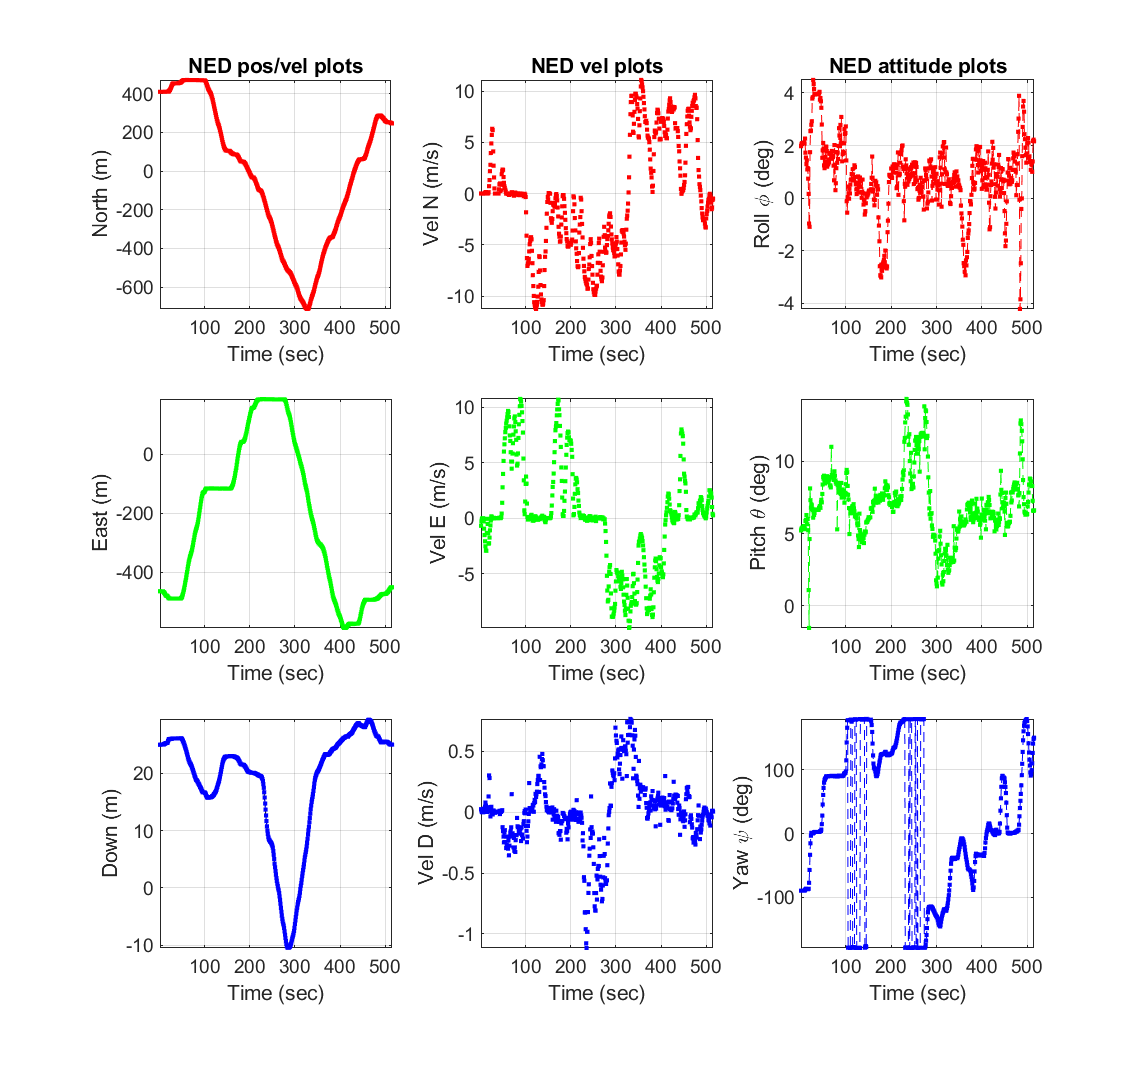 NED pos/vel plots
400
200
0
-200
-400
-600
North (m)
100 200 300 400 500
Time (sec)
NED vel plots
10
5
0
-5
-10
Vel N (m/s)
100 200 300 400 500
Time (sec)
NED attitude plots
4
2
0
-2
-4
Roll ϕ (deg)
100 200 300 400 500
Time (sec)
0
-200
-400
East (m)
100 200 300 400 500
Time (sec)
10
5
0
-5
Vel E (m/s)
100 200 300 400 500
Time (sec)
10
5
0
Pitch θ (deg)
100 200 300 400 500
Time (sec)
20
10
0
-10
Down (m)
100 200 300 400 500
Time (sec)
0.5
0
-0.5
-1
Vel D (m/s)
100 200 300 400 500
Time (sec)
100
0
-100
Yaw ψ (deg)
100 200 300 400 500
Time (sec)